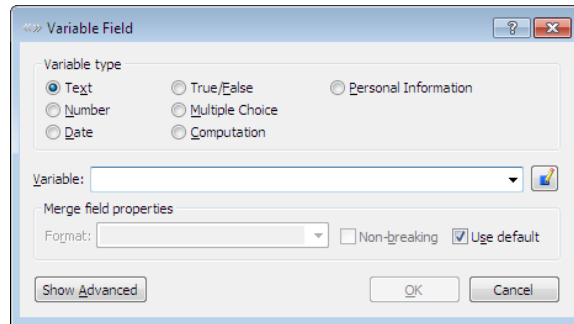 «» Variable Field ?
Variable type
Text True/False Personal Information
Number Multiple Choice
Date Computation
Variable:
Merge field properties
Format: Non-breaking Use default
Show Advanced OK Cancel